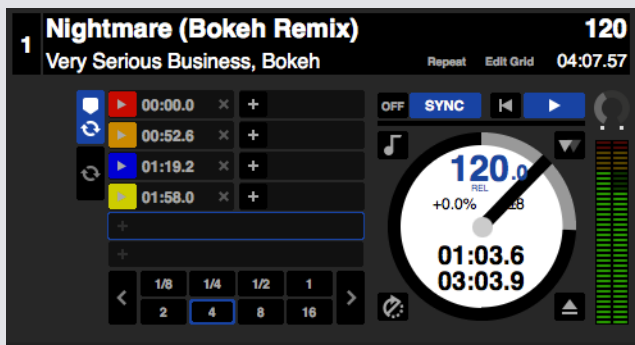 1
Nightmare (Bokeh Remix) 120
Very Serious Business, Bokeh Repeat Edit Grid 04:07.57
00:00.0 × +
00:52.6 × +
01:19.2 × +
01:58.0 × +
+
+
1/8 1/4 1/2 1
2 4 8 16
OFF SYNC
120.0
REL
+0.0% 8
01:03.6
03:03.9